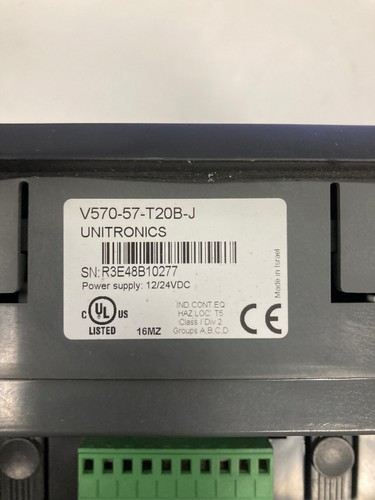 V570-57-T20B-J
UNITRONICS
SN:R3E48B10277
Power supply: 12/24VDC
Made in Israel
C UL US
LISTED
16MZ
IND.CONT.EQ
HAZ LOC. T5
Class I Div 2
Groups A,B,C,D
CE